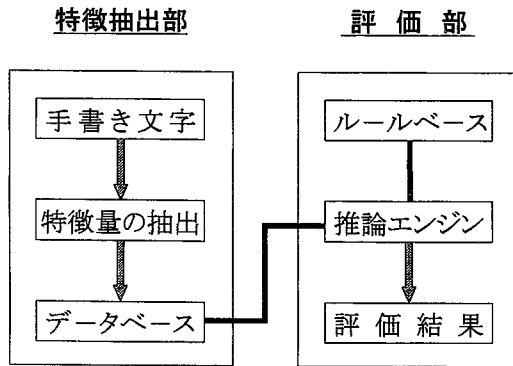 特徴抽出部
手書き文字
特徴量の抽出
データベース
評価部
ルールベース
推論エンジン
評価結果